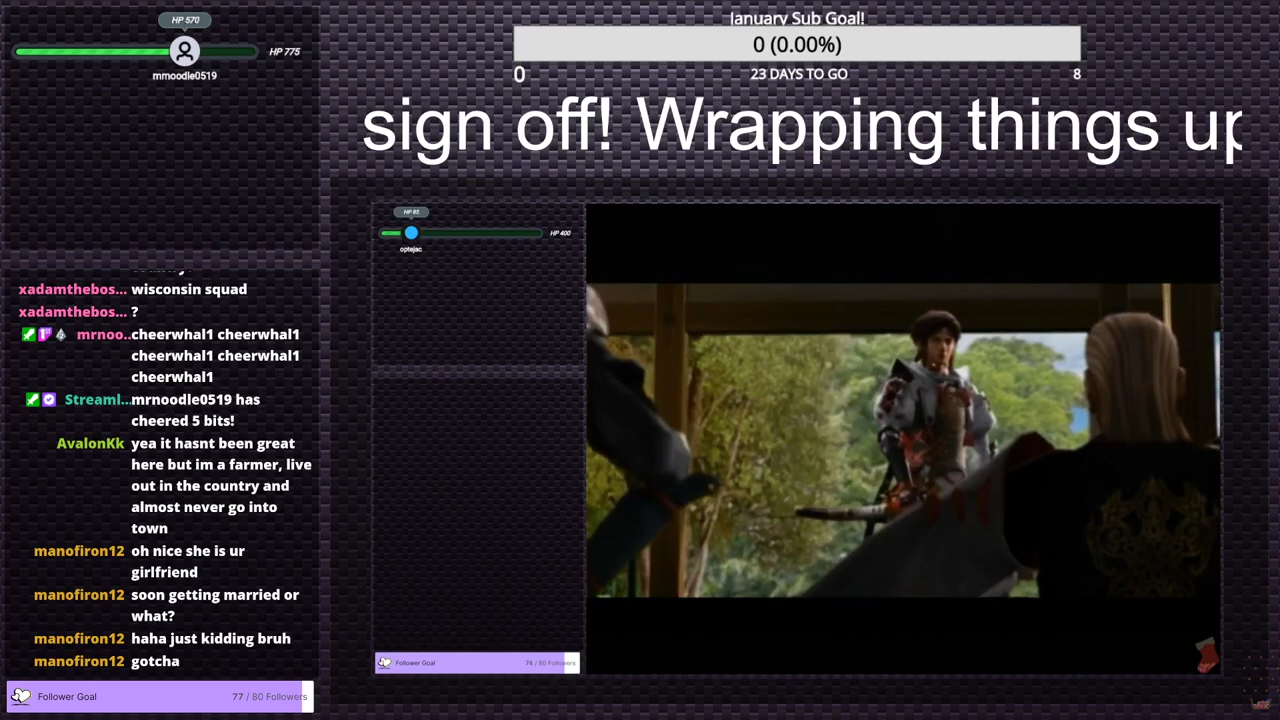 HP 570
HP 775
mmoodle0519
January Sub Goal!
0 (0.00%)
0
23 DAYS TO GO
8
sign off! Wrapping things up
HP 85
HP 400
optejac
xadamthebos... wisconsin squad
xadamthebos... ?
mrnoo.. cheerwhal1 cheerwhal1
cheerwhal1 cheerwhal1
cheerwhal1
Streaml... mrnoodle0519 has
cheered 5 bits!
AvalonKk yea it hasnt been great
here but im a farmer, live
out in the country and
almost never go into
town
manofiron12 oh nice she is ur
girlfriend
manofiron12 soon getting married or
what?
manofiron12 haha just kidding bruh
manofiron12 gotcha
Follower Goal 77 / 80 Followers
Follower Goal 74 / 80 Followers